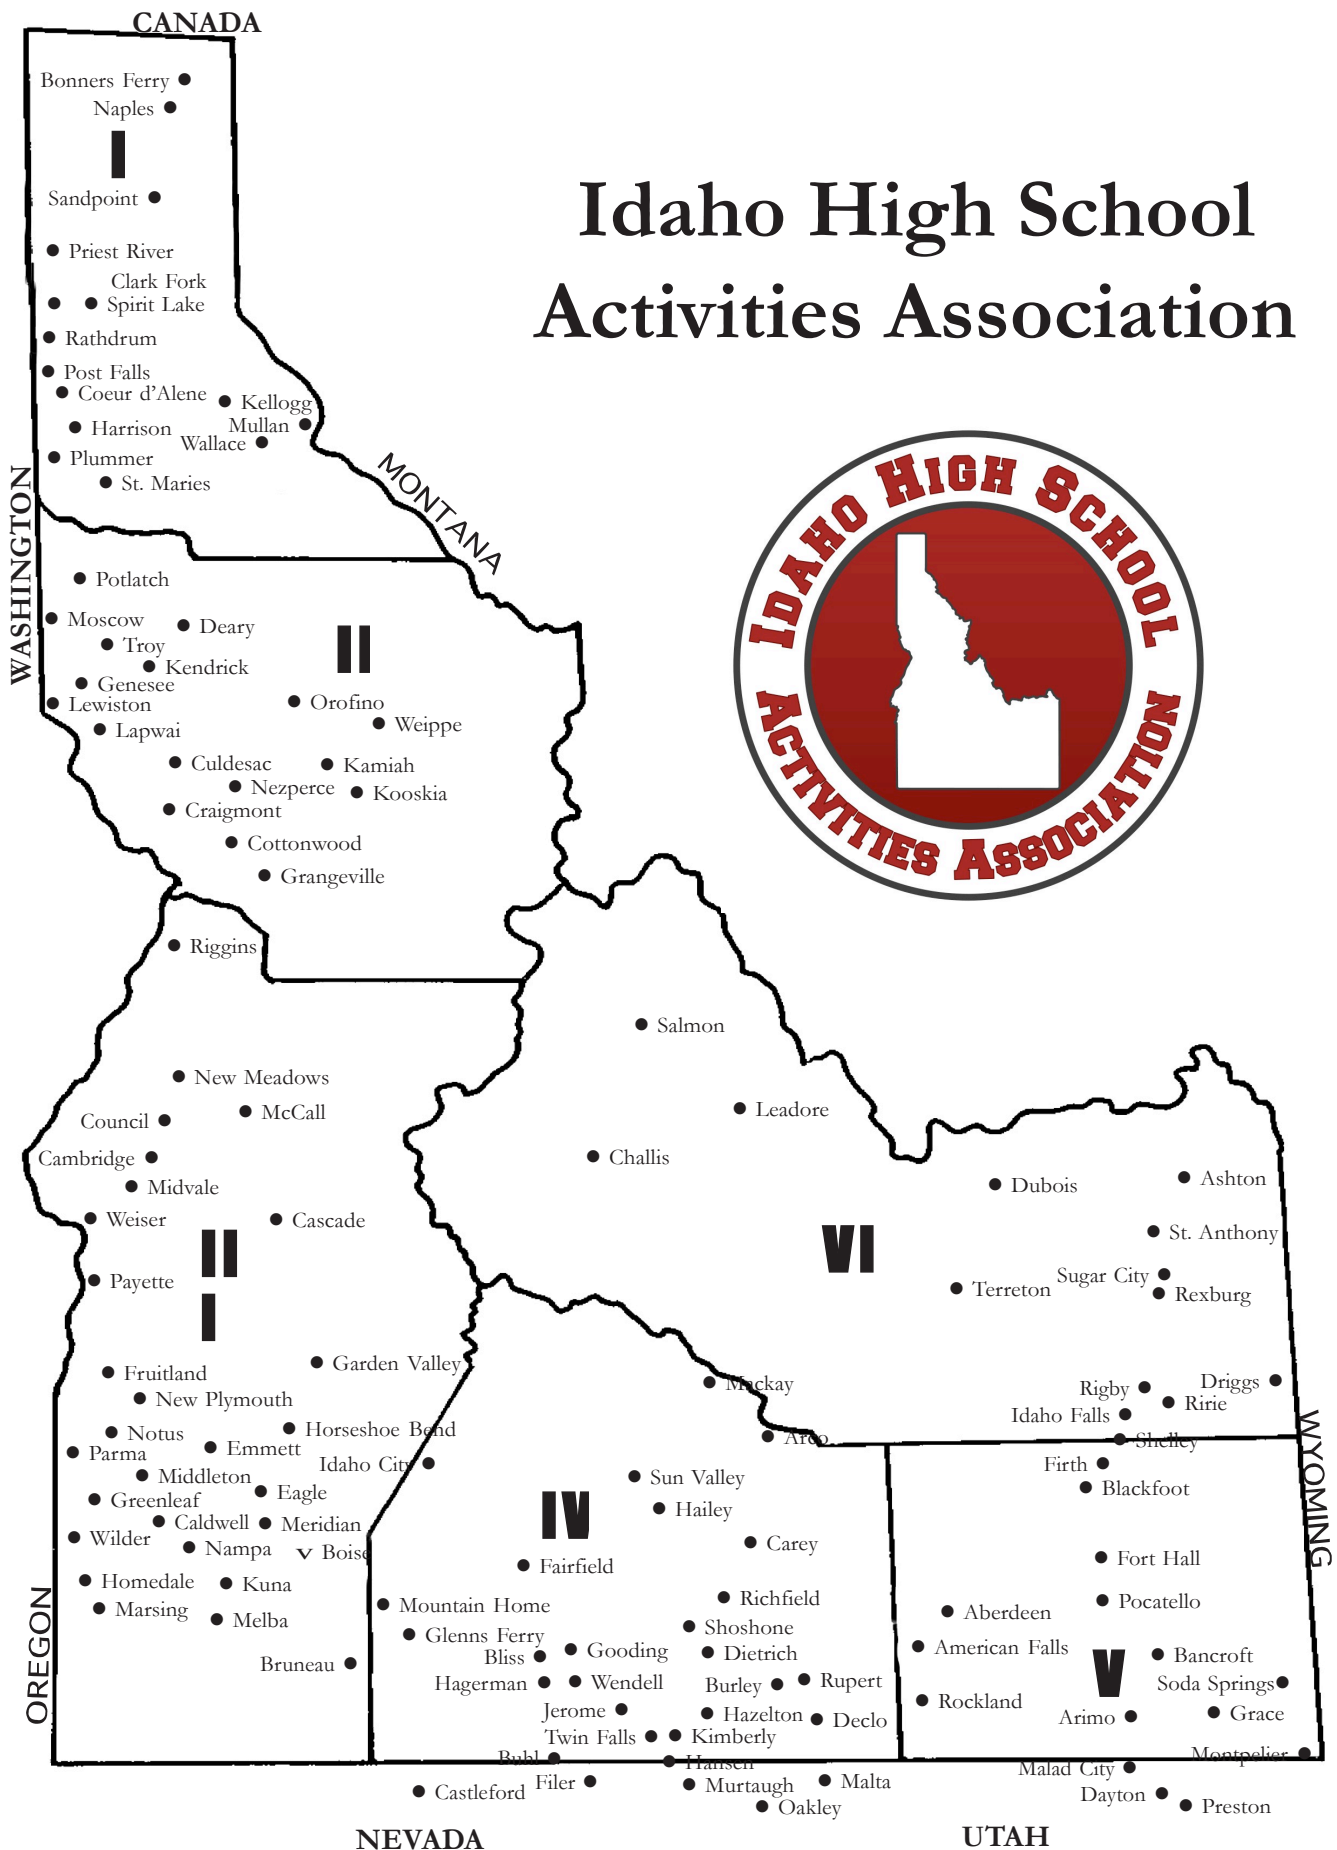 CANADA
Bonners Ferry
Naples
I
Sandpoint
Idaho High School
Activities Association
Priest River
Clark Fork
Spirit Lake
Rathdrum
Post Falls
Coeur d'Alene
Kellogg
Harrison
Mullan
Wallace
Plummer
St. Maries
MONTANA
WASHINGTON
IDAHO HIGH SCHOOL
ACTIVITIES ASSOCIATION
Potlatch
Moscow
Deary
Troy
II
Kendrick
Genesee
Lewiston
Orofino
Weippe
Lapwai
Culdesac
Kamiah
Nezperce
Kooskia
Craigmont
Cottonwood
Grangeville
Riggins
Salmon
New Meadows
McCall
Council
Leadore
Cambridge
Challis
Midvale
Dubois
Ashton
Weiser
Cascade
St. Anthony
II
I
VI
Payette
Sugar City
Terreton
Rexburg
Garden Valley
Fruitland
Mackay
Driggs
New Plymouth
Rigby
Ririe
Idaho Falls
Notus
Horseshoe Bend
Arco
Shelley
Parma
Emmett
Idaho City
Firth
Middleton
Sun Valley
Blackfoot
Greenleaf
Eagle
IV
Hailey
WYOMING
Caldwell
Meridian
Wilder
Nampa
v Boise
Carey
Fairfield
Fort Hall
Homedale
Kuna
Richfield
Pocatello
Marsing
Melba
Mountain Home
Aberdeen
Glenns Ferry
Shoshone
American Falls
OREGON
Bliss
Gooding
Dietrich
Bancroft
Bruneau
V
Hagerman
Wendell
Burley
Rupert
Soda Springs
Rockland
Jerome
Hazelton
Declo
Arimo
Grace
Twin Falls
Kimberly
Buhl
Hansen
Montpelier
Malad City
Castleford
Filer
Murtaugh
Malta
Dayton
Oakley
Preston
NEVADA
UTAH